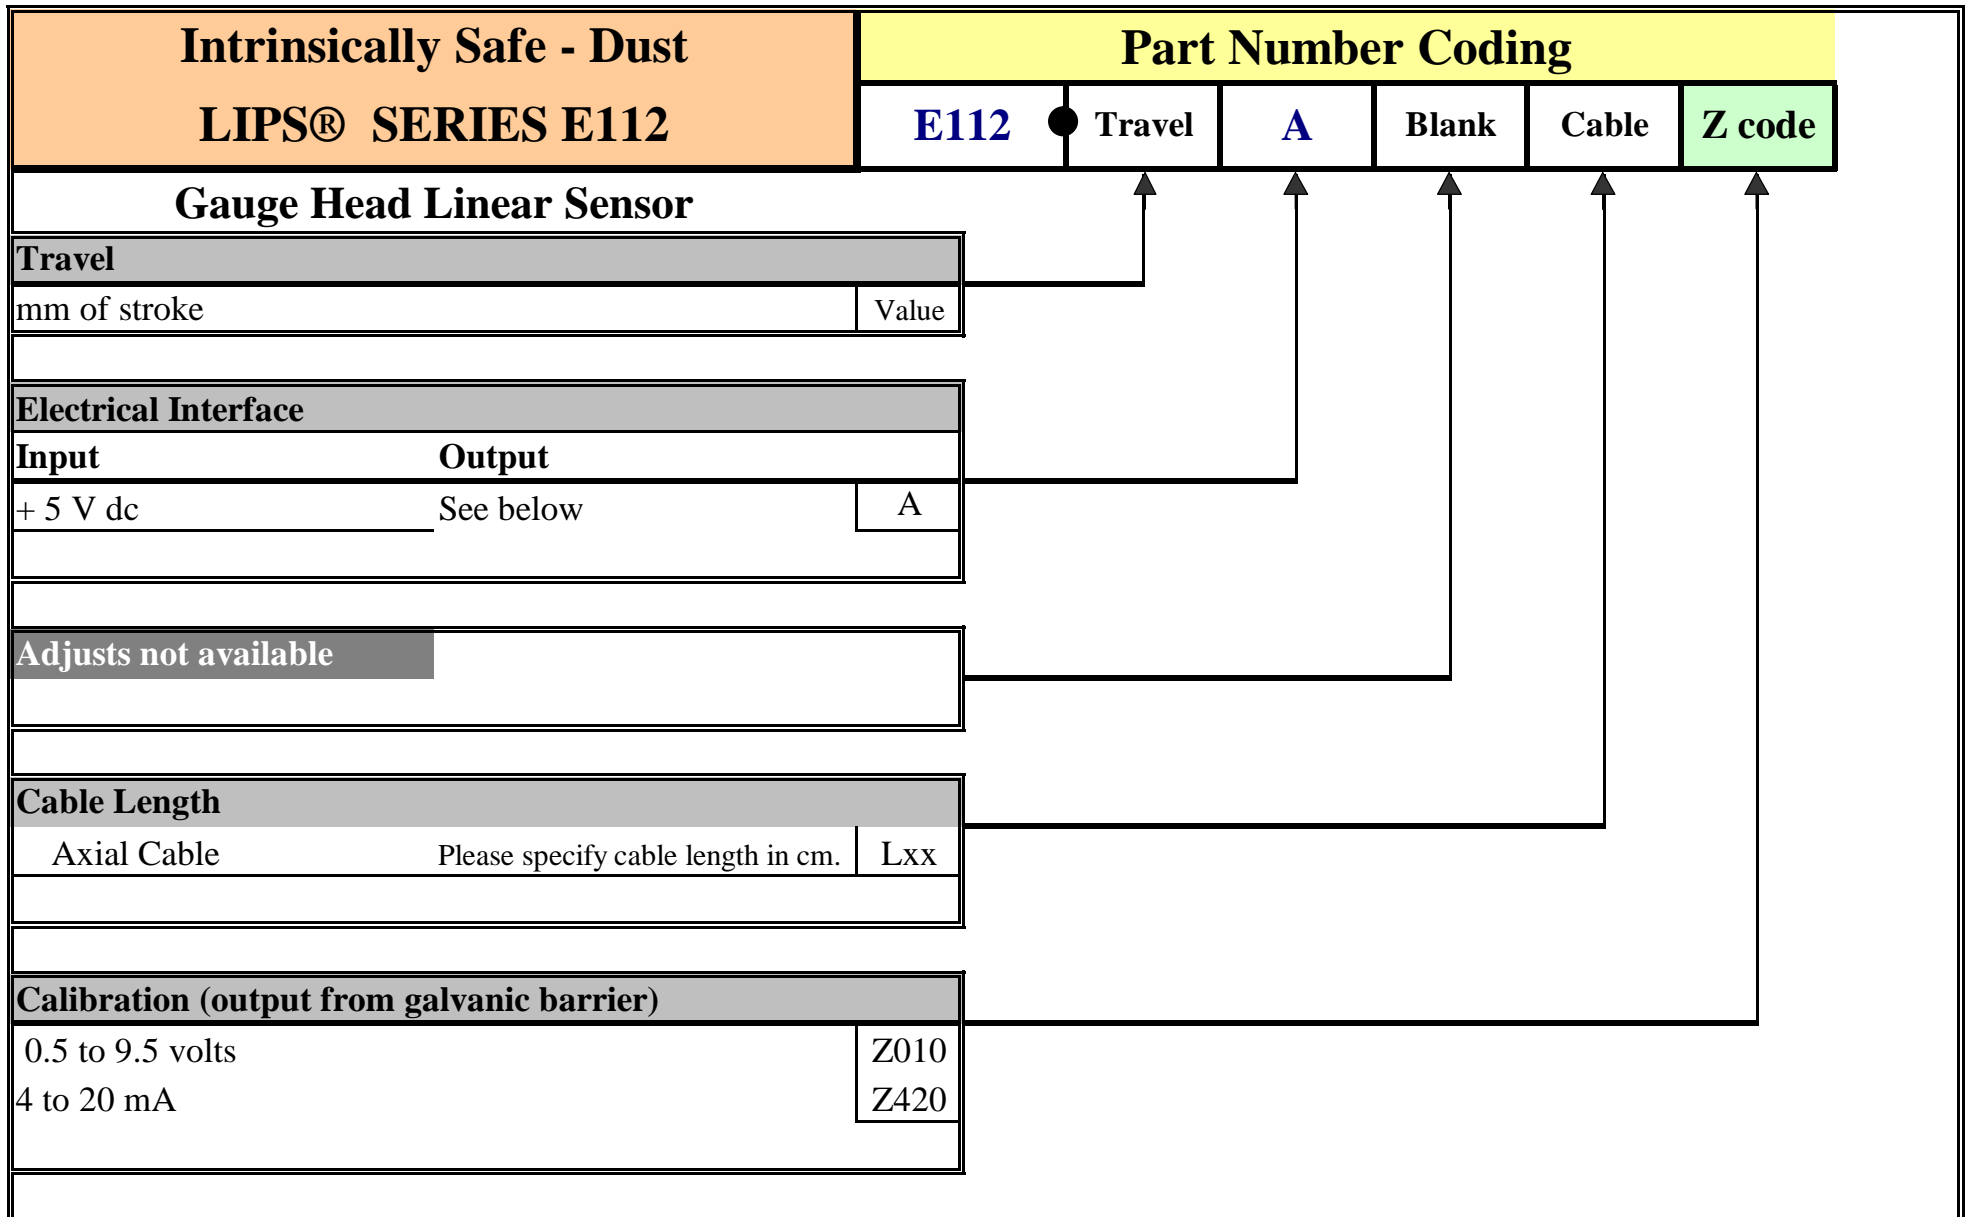 Intrinsically Safe - Dust
LIPS® SERIES E112
Part Number Coding
E112 ● Travel A Blank Cable Z code
Gauge Head Linear Sensor
Travel
mm of stroke Value
Electrical Interface
Input Output
+ 5 V dc See below A
Adjusts not available
Cable Length
Axial Cable Please specify cable length in cm. Lxx
Calibration (output from galvanic barrier)
0.5 to 9.5 volts Z010
4 to 20 mA Z420